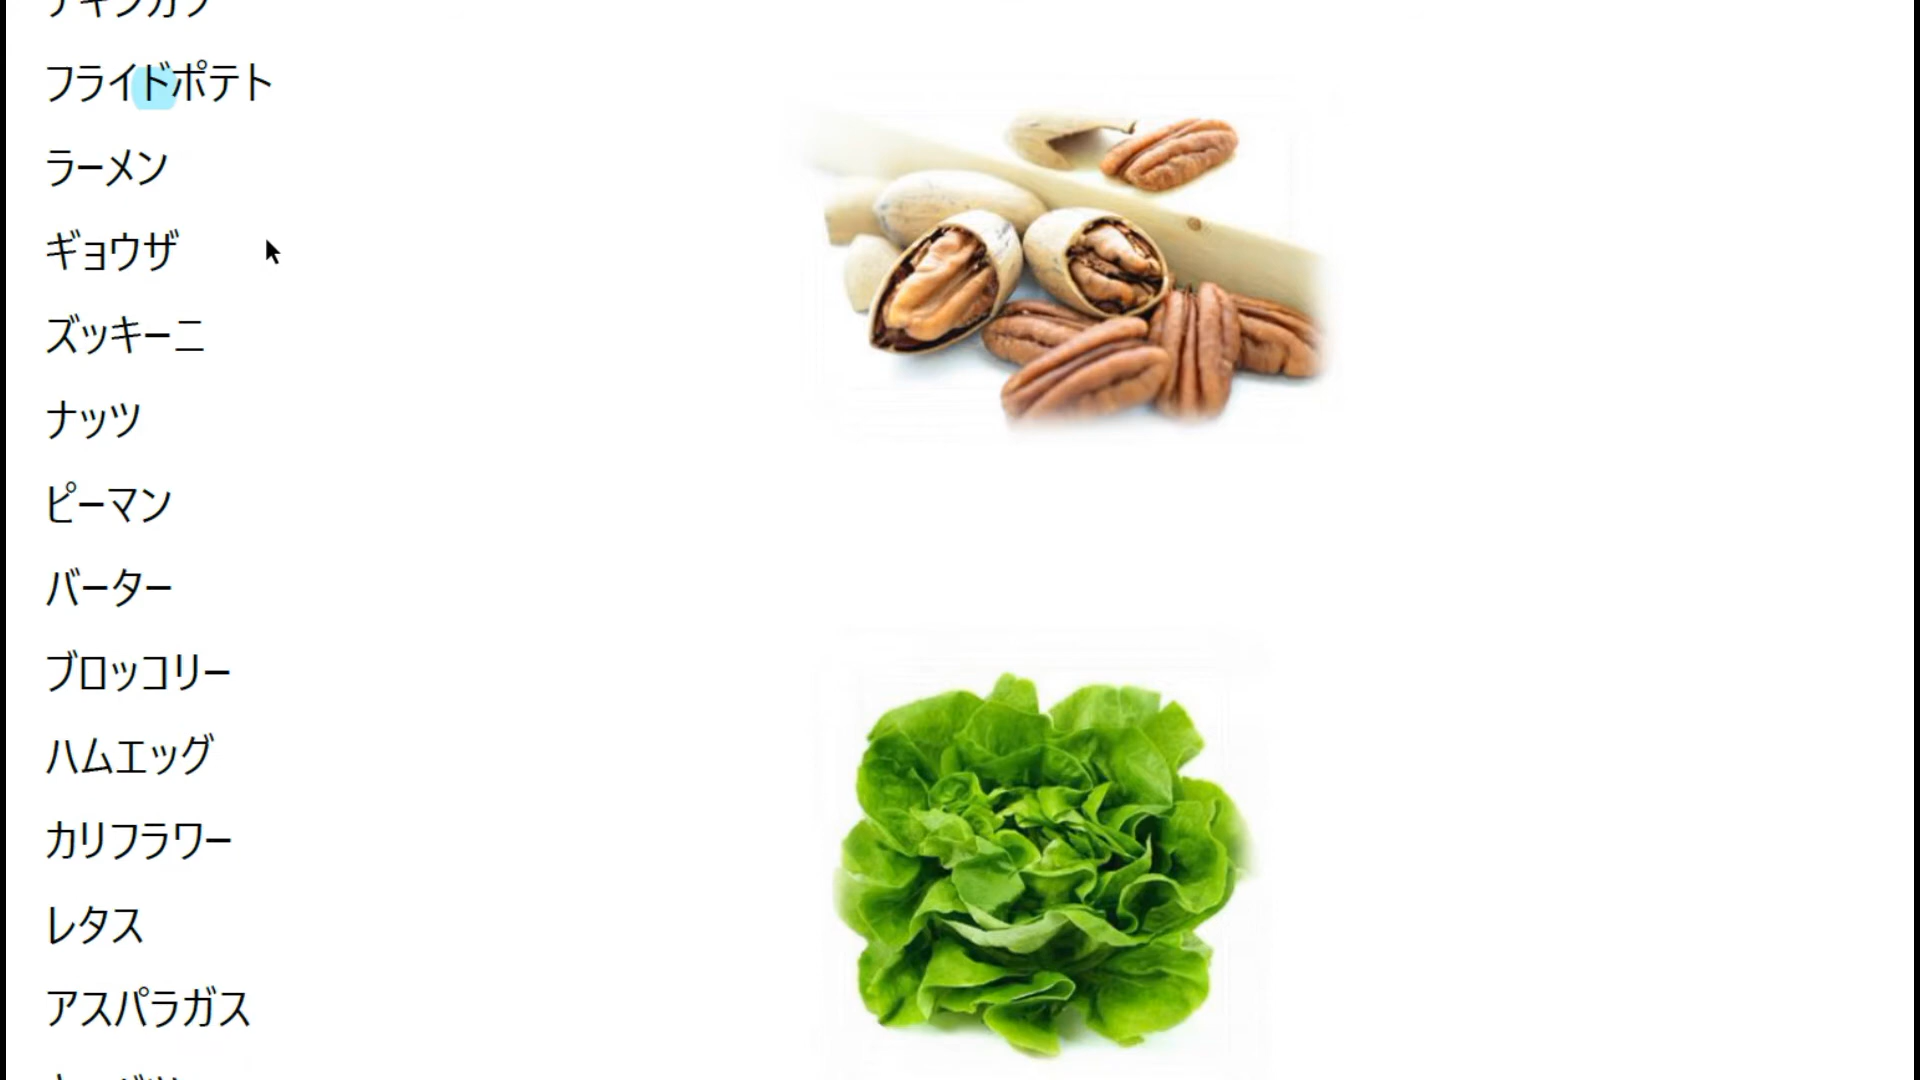 フライドポテト
ラーメン
ギョウザ
ズッキーニ
ナッツ
ピーマン
バーター
ブロッコリー
ハムエッグ
カリフラワー
レタス
アスパラガス